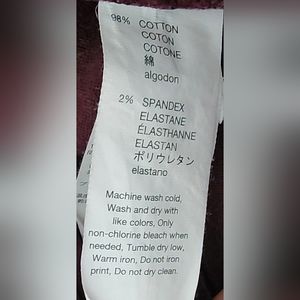 98% COTTON
COTON
COTONE
綿
algodon
2% SPANDEX
ELASTANE
ÉLASTHANNE
ELASTAN
ポリウレタン
elastano
Machine wash cold,
Wash and dry with
like colors, Only
non-chlorine bleach when
needed, Tumble dry low,
Warm iron, Do not iron
print, Do not dry clean.